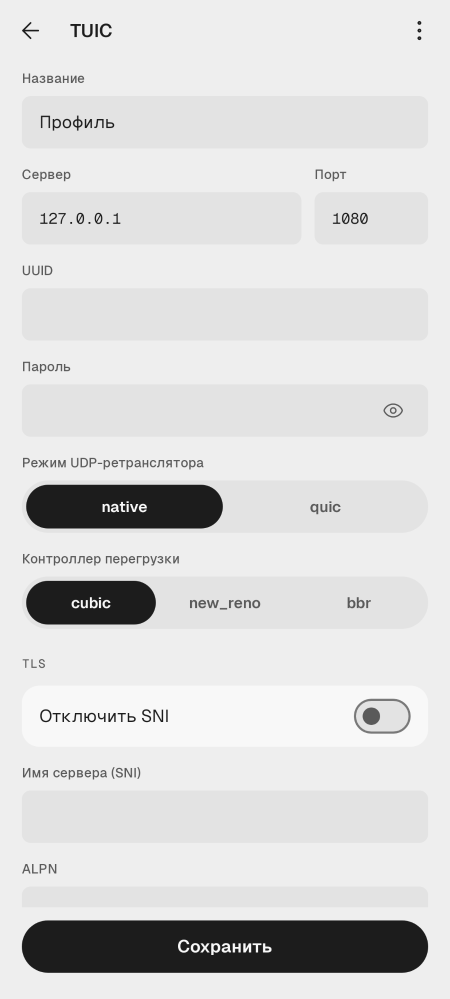 TUIC
Название
Профиль
Сервер Порт
127.0.0.1 1080
UUID
Пароль
Режим UDP-ретранслятора
native quic
Контроллер перегрузки
cubic new_reno bbr
TLS
Отключить SNI
Имя сервера (SNI)
ALPN
Сохранить